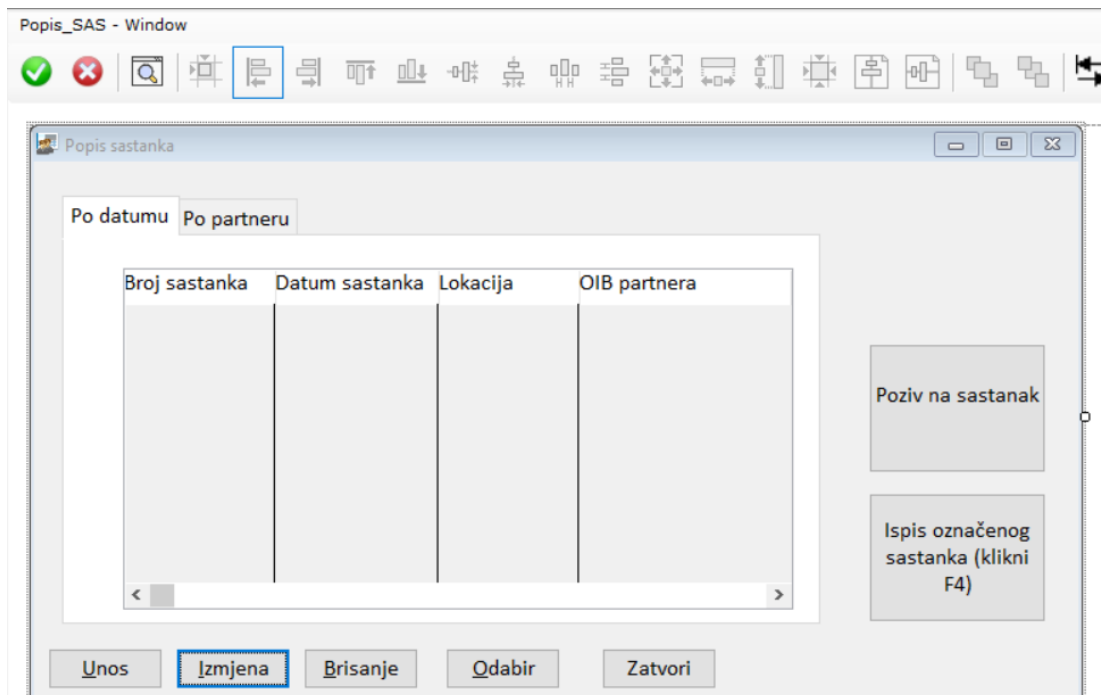 Popis_SAS - Window
Popis sastanka
Po datumu Po partneru
Broj sastanka Datum sastanka Lokacija OIB partnera
Poziv na sastanak
Ispis označenog
sastanka (klikni
F4)
Unos Izmjena Brisanje Odabir Zatvori